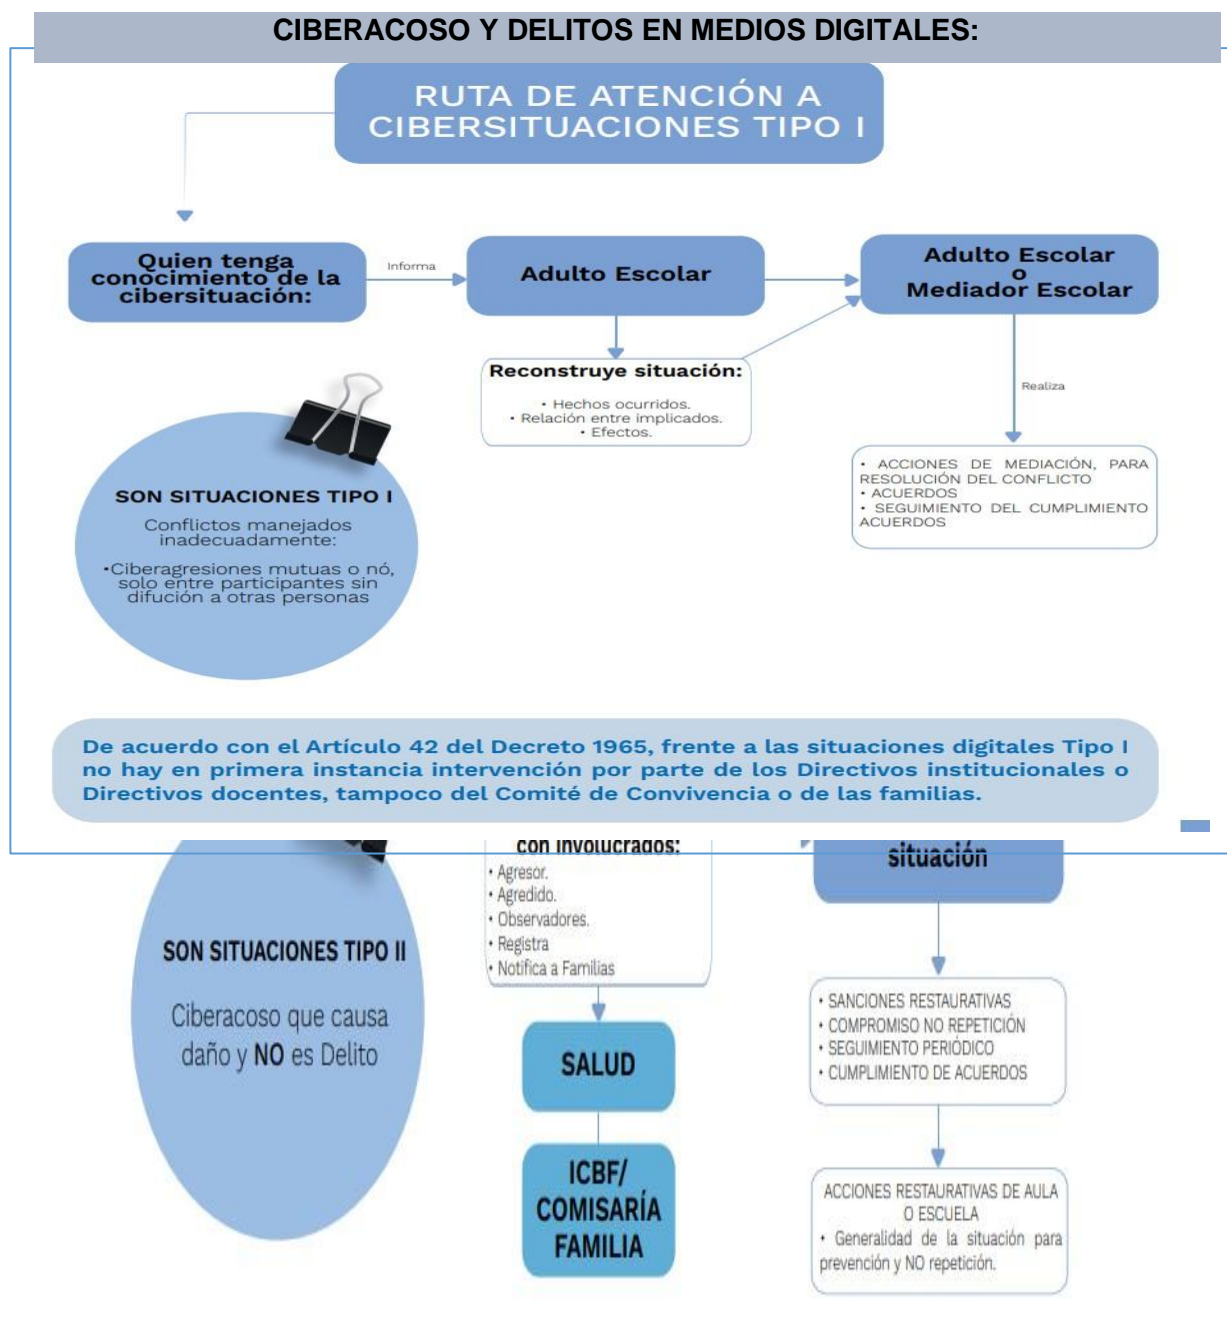 CIBERACOSO Y DELITOS EN MEDIOS DIGITALES:
RUTA DE ATENCIÓN A
CIBERSITUACIONES TIPO I
Quien tenga
conocimiento de la
cibersituación:
Informa
Adulto Escolar
Adulto Escolar
o
Mediador Escolar
Reconstruye situación:
• Hechos ocurridos.
• Relación entre implicados.
• Efectos.
Realiza
• ACCIONES DE MEDIACIÓN, PARA
RESOLUCIÓN DEL CONFLICTO
• ACUERDOS
• SEGUIMIENTO DEL CUMPLIMIENTO
ACUERDOS
SON SITUACIONES TIPO I
Conflictos manejados
inadecuadamente:
•Ciberagresiones mutuas o nó,
solo entre participantes sin
difución a otras personas
De acuerdo con el Artículo 42 del Decreto 1965, frente a las situaciones digitales Tipo I
no hay en primera instancia intervención por parte de los Directivos institucionales o
Directivos docentes, tampoco del Comité de Convivencia o de las familias.
SON SITUACIONES TIPO II
Ciberacoso que causa
daño y NO es Delito
con involucrados:
• Agresor.
• Agredido.
• Observadores.
• Registra
• Notifica a Familias
SALUD
ICBF/
COMISARÍA
FAMILIA
situación
• SANCIONES RESTAURATIVAS
• COMPROMISO NO REPETICIÓN
• SEGUIMIENTO PERIÓDICO
• CUMPLIMIENTO DE ACUERDOS
ACCIONES RESTAURATIVAS DE AULA
O ESCUELA
• Generalidad de la situación para
prevención y NO repetición.